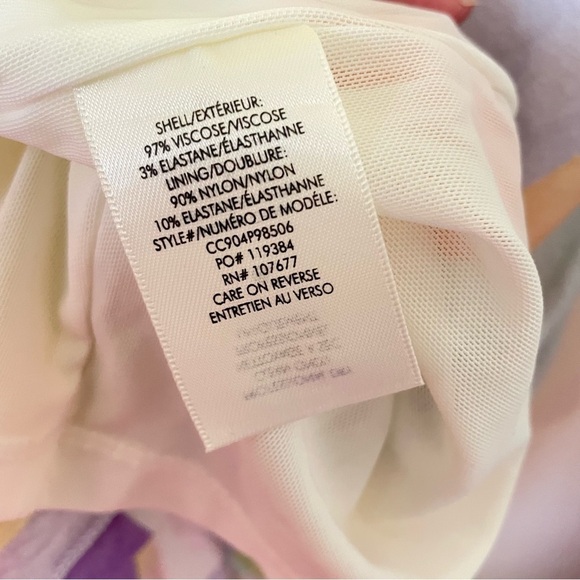 SHELL/EXTÉRIEUR:
97% VISCOSE/VISCOSE
3% ELASTANE/ÉLASTHANNE
LINING/DOUBLURE:
90% NYLON/NYLON
10% ELASTANE/ÉLASTHANNE
STYLE#/NUMÉRO DE MODÈLE:
CC904P98506
PO# 119384
RN# 107677
CARE ON REVERSE
ENTRETIEN AU VERSO